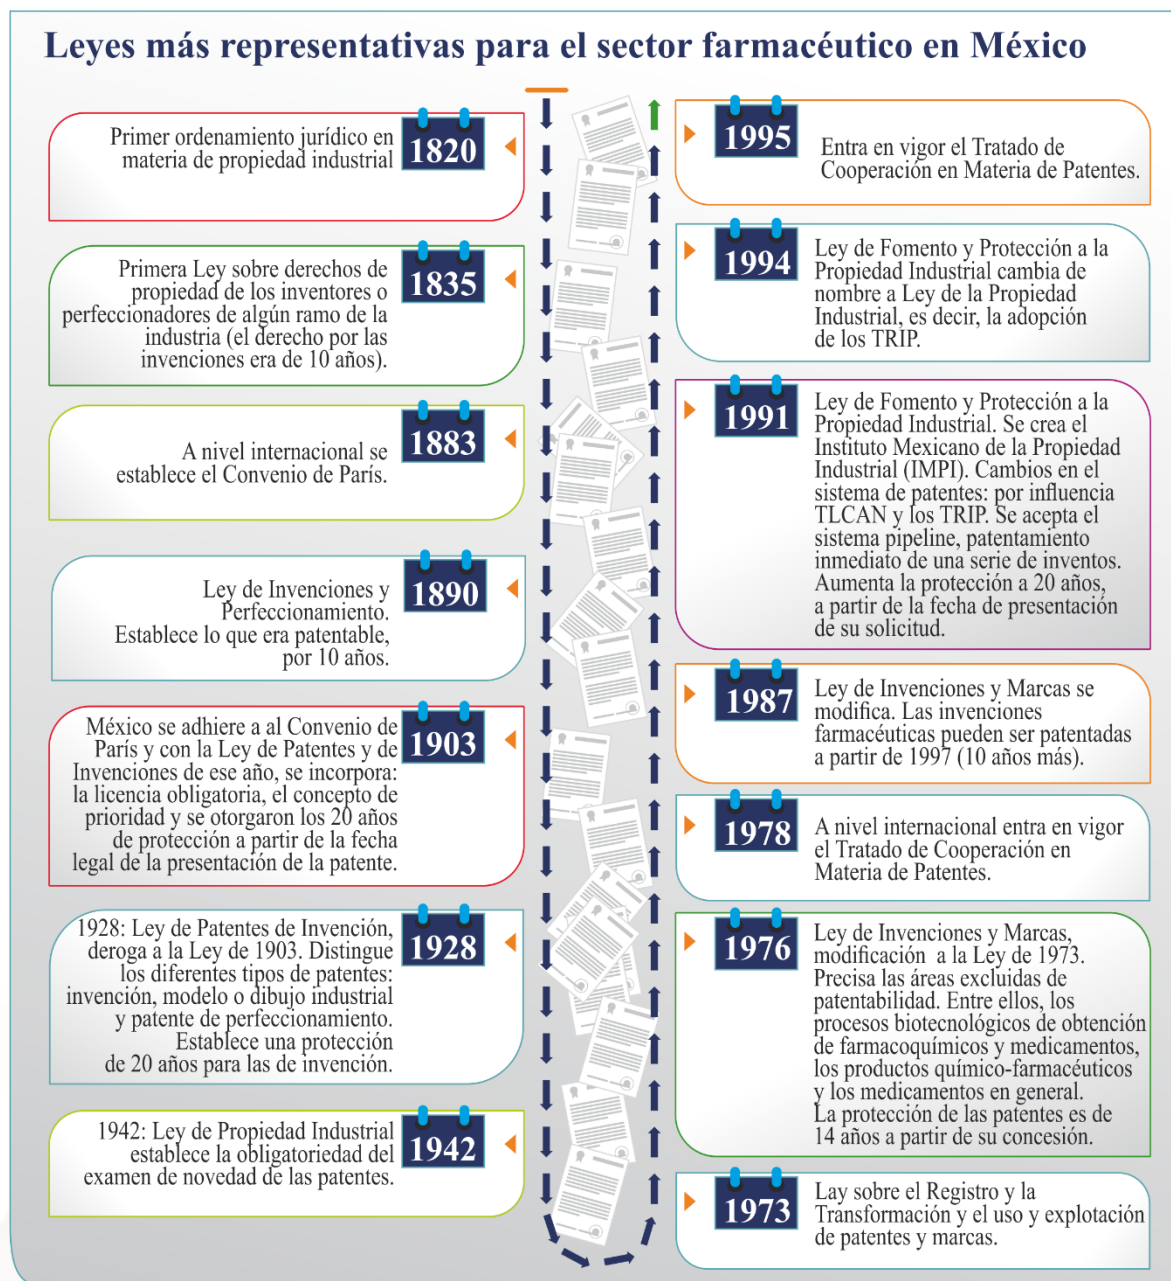 Leyes más representativas para el sector farmacéutico en México
Primer ordenamiento jurídico en
materia de propiedad industrial
1820
Primera Ley sobre derechos de
propiedad de los inventores o
perfeccionadores de algún ramo de la
industria (el derecho por las
invenciones era de 10 años).
1835
A nivel internacional se
establece el Convenio de París.
1883
Ley de Invenciones y
Perfeccionamiento.
Establece lo que era patentable,
por 10 años.
1890
México se adhiere a al Convenio de
París y con la Ley de Patentes y de
Invenciones de ese año, se incorpora:
la licencia obligatoria, el concepto de
prioridad y se otorgaron los 20 años
de protección a partir de la fecha
legal de la presentación de la patente.
1903
1928: Ley de Patentes de Invención,
deroga a la Ley de 1903. Distingue
los diferentes tipos de patentes:
invención, modelo o dibujo industrial
y patente de perfeccionamiento.
Establece una protección
de 20 años para las de invención.
1928
1942: Ley de Propiedad Industrial
establece la obligatoriedad del
examen de novedad de las patentes.
1942
1973
Lay sobre el Registro y la
Transformación y el uso y explotación
de patentes y marcas.
1976
Ley de Invenciones y Marcas,
modificación a la Ley de 1973.
Precisa las áreas excluidas de
patentabilidad. Entre ellos, los
procesos biotecnológicos de obtención
de farmacoquímicos y medicamentos,
los productos químico-farmacéuticos
y los medicamentos en general.
La protección de las patentes es de
14 años a partir de su concesión.
1978
A nivel internacional entra en vigor
el Tratado de Cooperación en
Materia de Patentes.
1987
Ley de Invenciones y Marcas se
modifica. Las invenciones
farmacéuticas pueden ser patentadas
a partir de 1997 (10 años más).
1991
Ley de Fomento y Protección a la
Propiedad Industrial. Se crea el
Instituto Mexicano de la Propiedad
Industrial (IMPI). Cambios en el
sistema de patentes: por influencia
TLCAN y los TRIP. Se acepta el
sistema pipeline, patentamiento
inmediato de una serie de inventos.
Aumenta la protección a 20 años,
a partir de la fecha de presentación
de su solicitud.
1994
Ley de Fomento y Protección a la
Propiedad Industrial cambia de
nombre a Ley de la Propiedad
Industrial, es decir, la adopción
de los TRIP.
1995
Entra en vigor el Tratado de
Cooperación en Materia de Patentes.